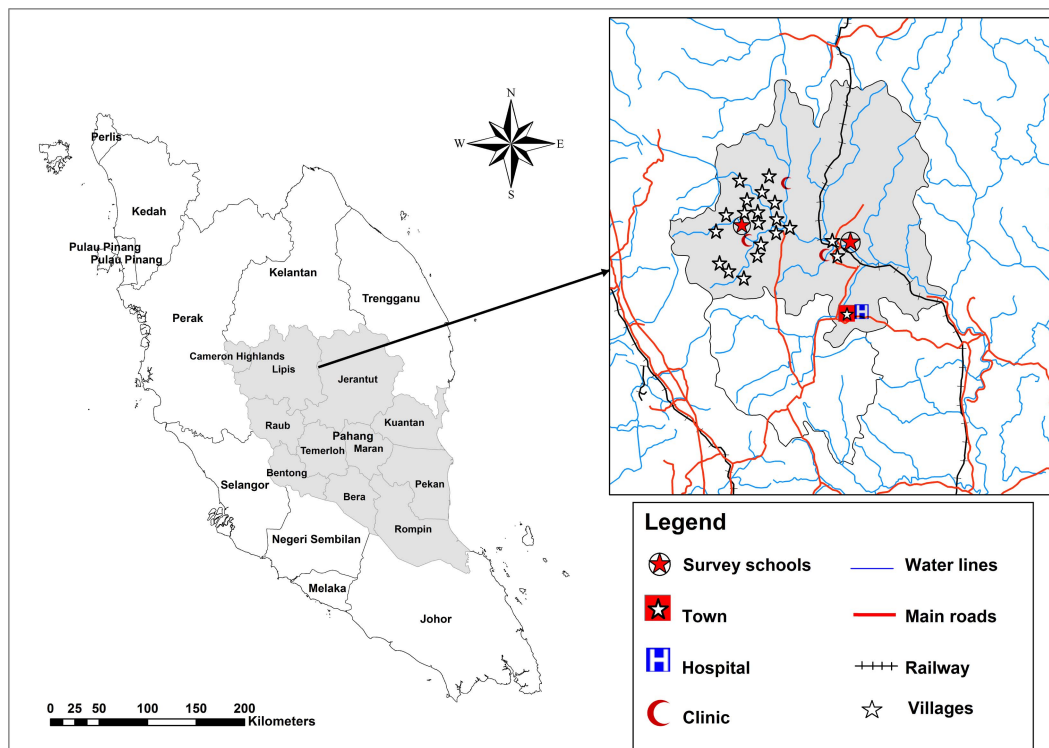 N
W
E
S
Perlis
Kedah
Pulau Pinang
Pulau Pinang
Kelantan
Trengganu
Perak
Cameron Highlands
Lipis
Jerantut
Raub
Kuantan
Pahang
Temerloh
Maran
Bentong
Selangor
Pekan
Bera
Rompin
Negeri Sembilan
Melaka
Johor
0 25 50 100 150 200
Kilometers
H
Legend
Survey schools
Water lines
Town
Main roads
H
Hospital
Railway
Clinic
Villages